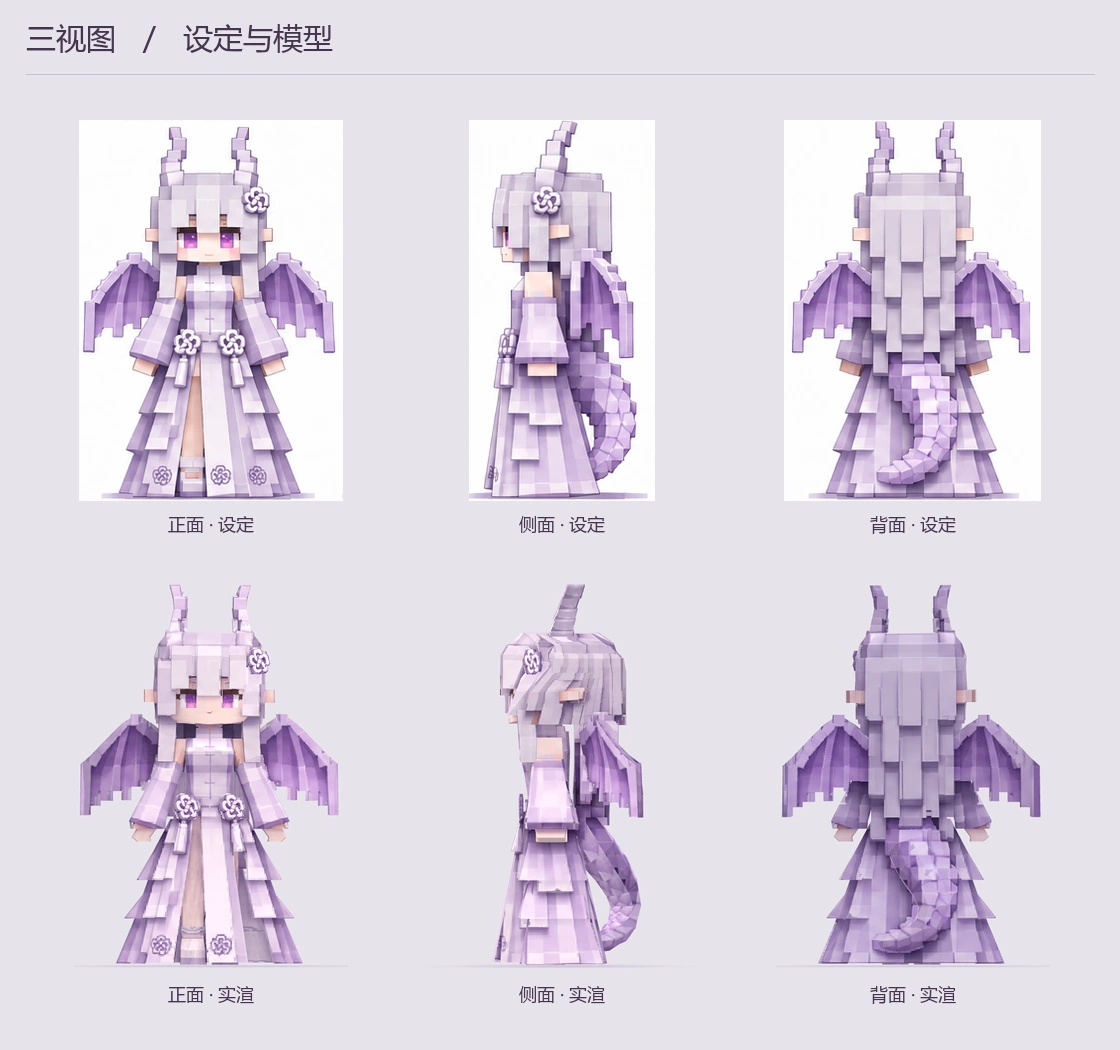 三视图 / 设定与模型
正面 · 设定
侧面 · 设定
背面 · 设定
正面 · 实渲
侧面 · 实渲
背面 · 实渲